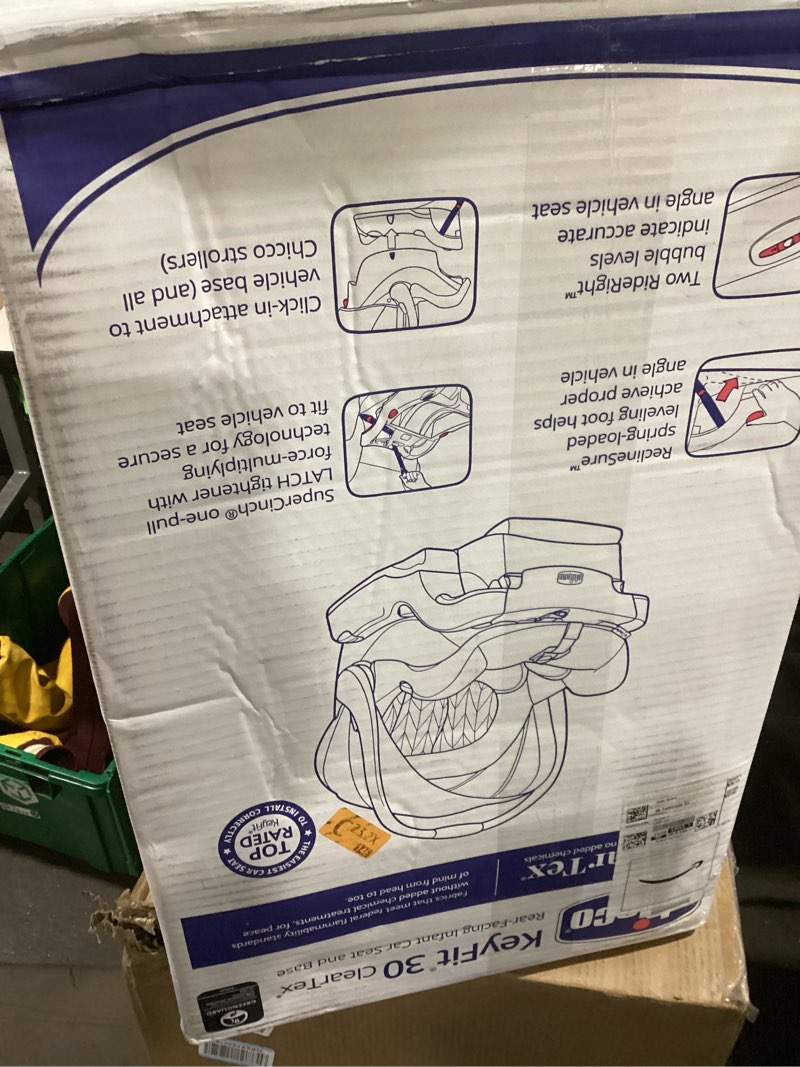 KeyFit® 30 ClearTex®
Rear-Facing Infant Car Seat and Base
GREENGUARD
Fabrics that meet federal flammability standards
without added chemical treatments, for peace
of mind from head to toe.
no added chemicals
THE EASIEST CAR SEAT
TOP
RATED
KeyFit®
TO INSTALL CORRECTLY
SuperCinch® one-pull
LATCH tightener with
force-multiplying
technology for a secure
fit to vehicle seat
ReclineSure™
spring-loaded
leveling foot helps
achieve proper
angle in vehicle
Click-in attachment to
vehicle base (and all
Chicco strollers)
Two RideRight™
bubble levels
indicate accurate
angle in vehicle seat